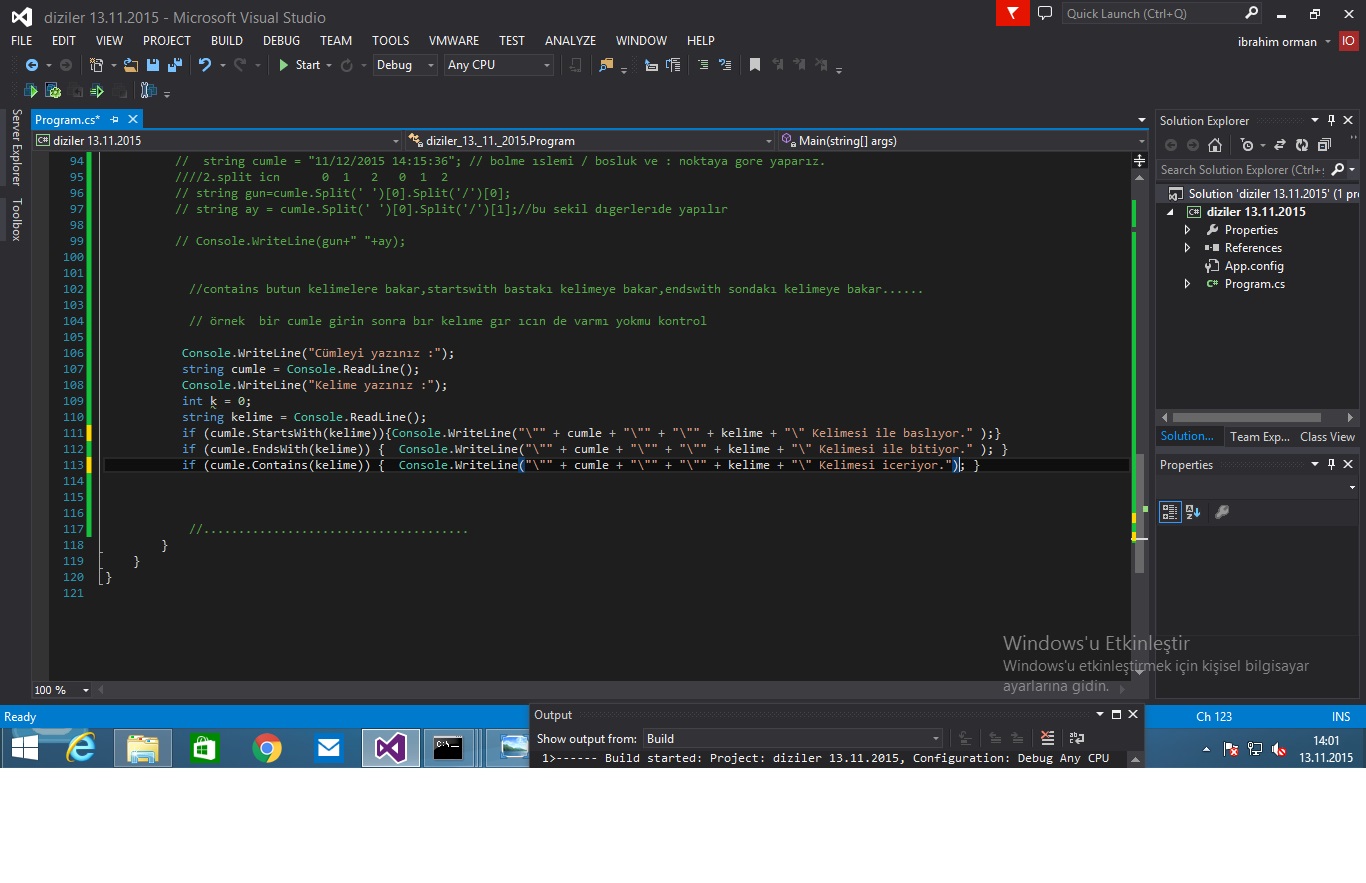 diziler 13.11.2015 - Microsoft Visual Studio
Quick Launch (Ctrl+Q)
FILE EDIT VIEW PROJECT BUILD DEBUG TEAM TOOLS VMWARE TEST ANALYZE WINDOW HELP
ibrahim orman IO
Start Debug Any CPU
Server Explorer
Toolbox
Program.cs*
diziler 13.11.2015 diziler_13._11._2015.Program Main(string[] args)
94 //  string cumle = "11/12/2015 14:15:36"; // bolme ıslemi / bosluk ve : noktaya gore yaparız.
95 ////2.split icn      0  1   2   0  1  2
96 // string gun=cumle.Split(' ')[0].Split('/')[0];
97 // string ay = cumle.Split(' ')[0].Split('/')[1];//bu sekil dıgerlerıde yapılır
98
99 // Console.WriteLine(gun+" "+ay);
100
101
102 //contains butun kelimelere bakar,startswith bastakı kelimeye bakar,endswith sondakı kelimeye bakar......
103
104 // örnek  bir cumle girin sonra bır kelıme gır ıcın de varmı yokmu kontrol
105
106 Console.WriteLine("Cümleyi yazınız :");
107 string cumle = Console.ReadLine();
108 Console.WriteLine("Kelime yazınız :");
109 int k = 0;
110 string kelime = Console.ReadLine();
111 if (cumle.StartsWith(kelime)){Console.WriteLine("\"" + cumle + "\"" + "\"" + kelime + "\" Kelimesi ile baslıyor." );}
112 if (cumle.EndsWith(kelime)) {  Console.WriteLine("\"" + cumle + "\"" + "\"" + kelime + "\" Kelimesi ile bitiyor." ); }
113 if (cumle.Contains(kelime)) {  Console.WriteLine("\"" + cumle + "\"" + "\"" + kelime + "\" Kelimesi iceriyor."); }
114
115
116
117 //......................................
118 }
119 }
120 }
121
100 %
Solution Explorer
Search Solution Explorer (Ctrl+;
Solution 'diziler 13.11.2015' (1 pr
diziler 13.11.2015
Properties
References
App.config
Program.cs
Solution... Team Exp... Class View
Properties
Windows'u Etkinleştir
Windows'u etkinleştirmek için kişisel bilgisayar
ayarlarına gidin.
Ready
Ch 123 INS
Output
Show output from: Build
1>------ Build started: Project: diziler 13.11.2015, Configuration: Debug Any CPU
14:01
13.11.2015